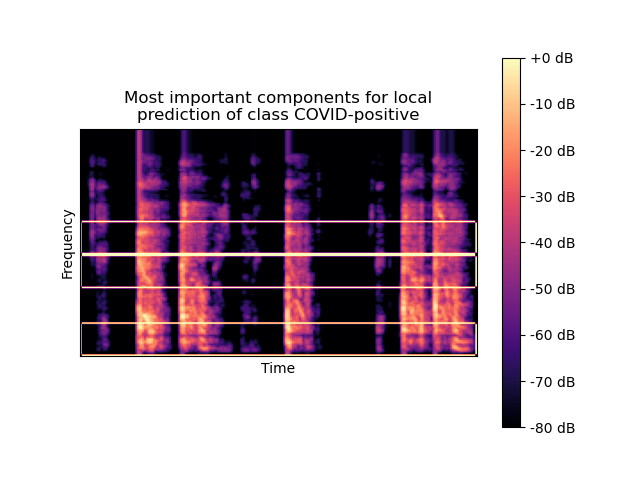 Most important components for local
prediction of class COVID-positive
Frequency
Time
+0 dB
-10 dB
-20 dB
-30 dB
-40 dB
-50 dB
-60 dB
-70 dB
-80 dB